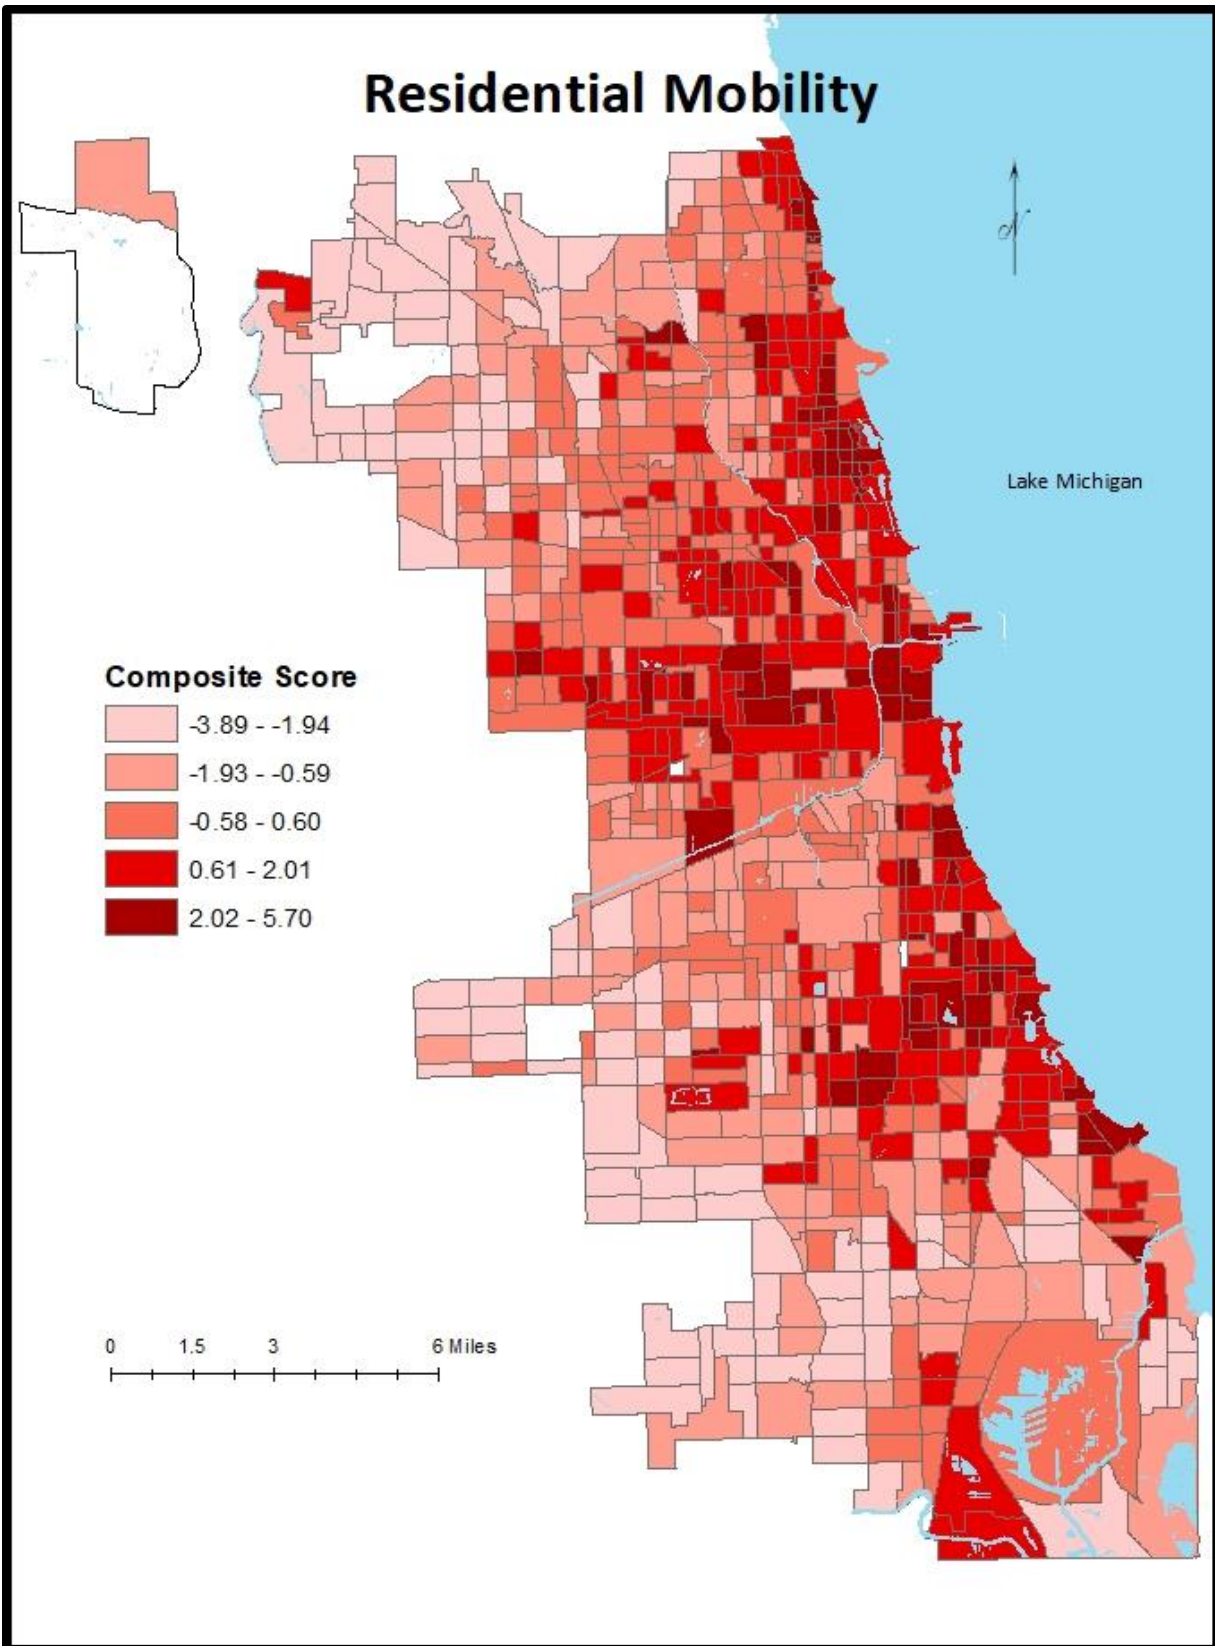 Residential Mobility
N
Lake Michigan
Composite Score
-3.89 - -1.94
-1.93 - -0.59
-0.58 - 0.60
0.61 - 2.01
2.02 - 5.70
0 1.5 3 6 Miles